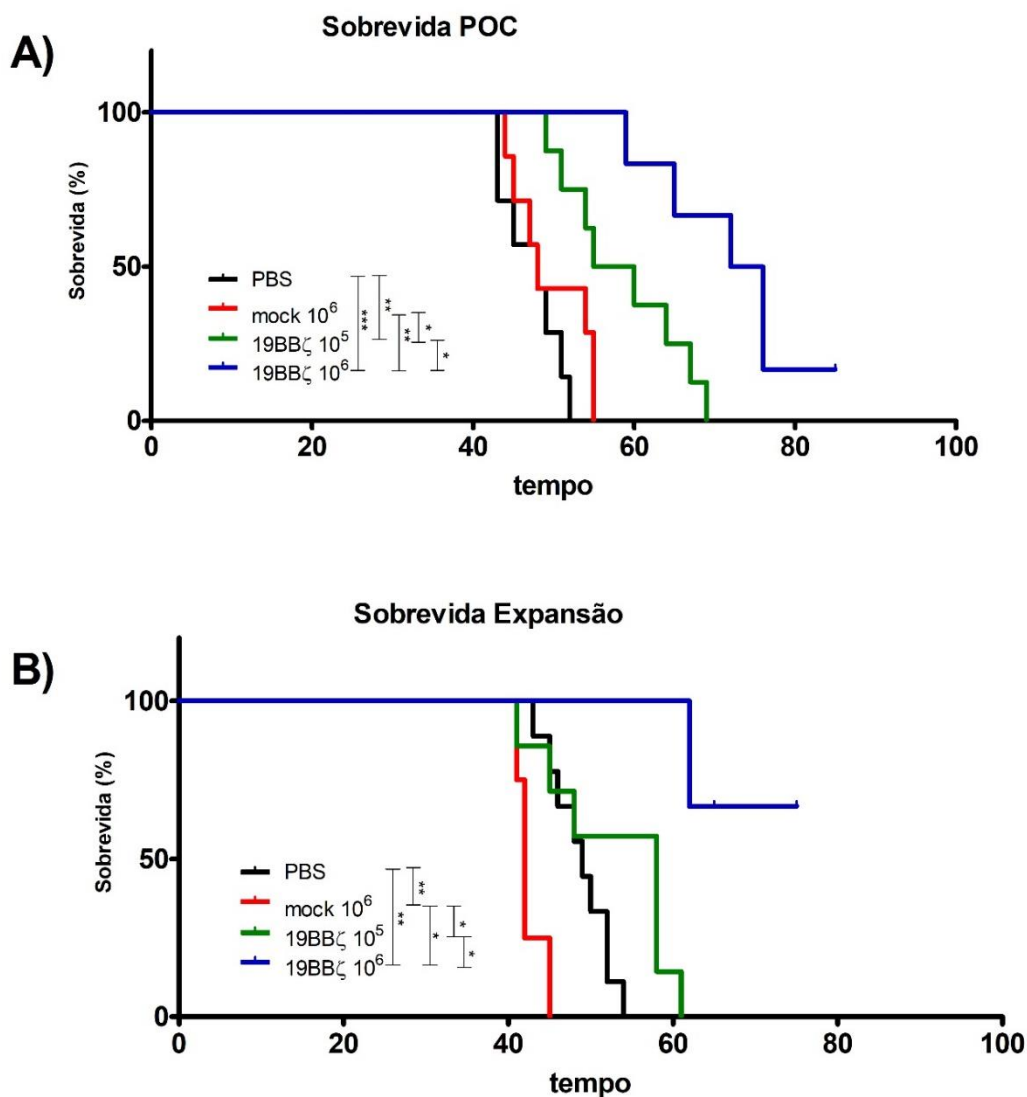 A)
Sobrevida POC
Sobrevida (%)
100
50
0
PBS
mock 10⁶
19BBζ 10⁵
19BBζ 10⁶
***
**
**
*
*
0 20 40 60 80 100
tempo
B)
Sobrevida Expansão
Sobrevida (%)
100
50
0
PBS
mock 10⁶
19BBζ 10⁵
19BBζ 10⁶
**
**
*
*
*
0 20 40 60 80 100
tempo